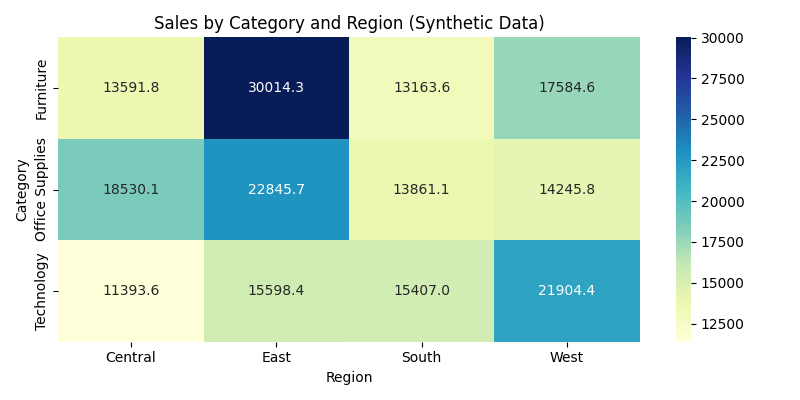 Sales by Category and Region (Synthetic Data)
Category
Furniture
13591.8 30014.3 13163.6 17584.6
Office Supplies
18530.1 22845.7 13861.1 14245.8
Technology
11393.6 15598.4 15407.0 21904.4
Central East South West
Region
30000
27500
25000
22500
20000
17500
15000
12500